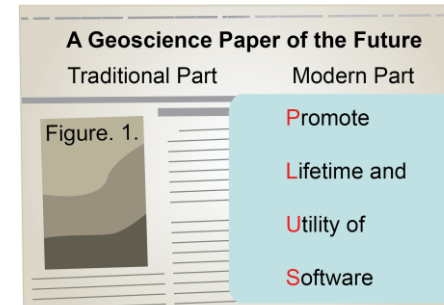 A Geoscience Paper of the Future
Traditional Part Modern Part
Figure. 1.
Promote
Lifetime and
Utility of
Software